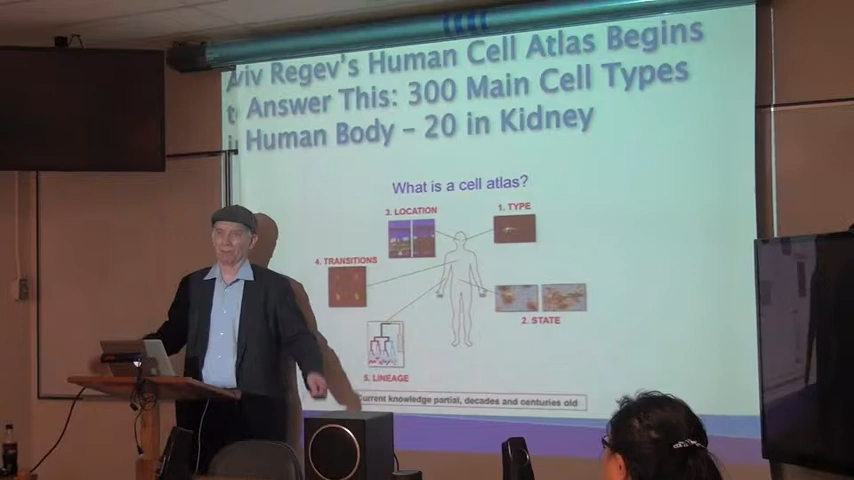 Aviv Regev's Human Cell Atlas Begins
to Answer This: 300 Main Cell Types
in Human Body – 20 in Kidney
What is a cell atlas?
3. LOCATION
1. TYPE
4. TRANSITIONS
2. STATE
5. LINEAGE
Current knowledge partial, decades and centuries old